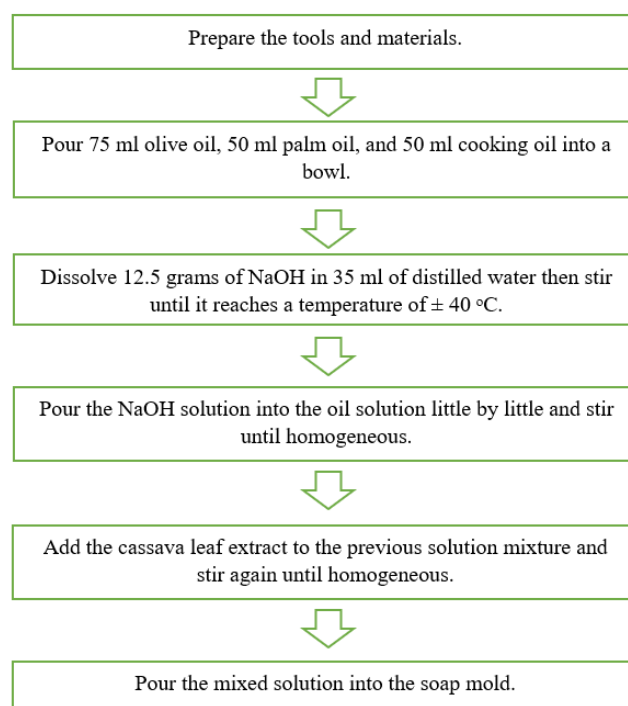 Prepare the tools and materials.
Pour 75 ml olive oil, 50 ml palm oil, and 50 ml cooking oil into a
bowl.
Dissolve 12.5 grams of NaOH in 35 ml of distilled water then stir
until it reaches a temperature of ± 40 °C.
Pour the NaOH solution into the oil solution little by little and stir
until homogeneous.
Add the cassava leaf extract to the previous solution mixture and
stir again until homogeneous.
Pour the mixed solution into the soap mold.